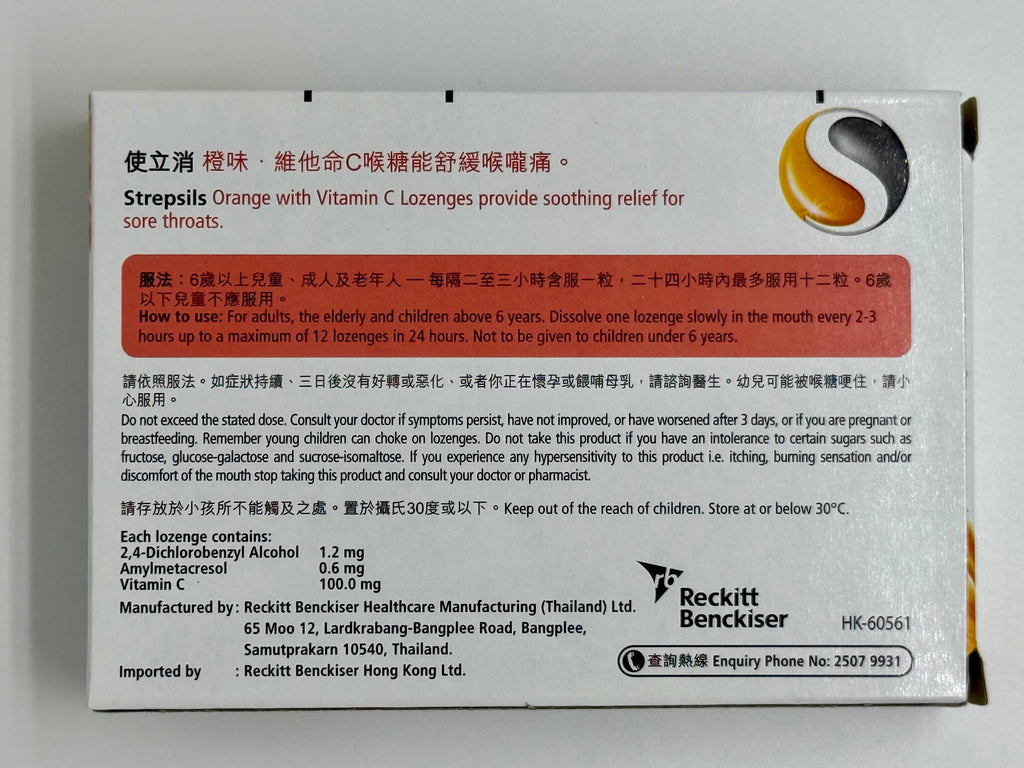 使立消 橙味．維他命C喉糖能舒緩喉嚨痛。
Strepsils Orange with Vitamin C Lozenges provide soothing relief for
sore throats.
服法：6歲以上兒童、成人及老年人 — 每隔二至三小時含服一粒，二十四小時內最多服用十二粒。6歲
以下兒童不應服用。
How to use: For adults, the elderly and children above 6 years. Dissolve one lozenge slowly in the mouth every 2-3
hours up to a maximum of 12 lozenges in 24 hours. Not to be given to children under 6 years.
請依照服法。如症狀持續、三日後沒有好轉或惡化、或者你正在懷孕或餵哺母乳，請諮詢醫生。幼兒可能被喉糖哽住，請小
心服用。
Do not exceed the stated dose. Consult your doctor if symptoms persist, have not improved, or have worsened after 3 days, or if you are pregnant or
breastfeeding. Remember young children can choke on lozenges. Do not take this product if you have an intolerance to certain sugars such as
fructose, glucose-galactose and sucrose-isomaltose. If you experience any hypersensitivity to this product i.e. itching, burning sensation and/or
discomfort of the mouth stop taking this product and consult your doctor or pharmacist.
請存放於小孩所不能觸及之處。置於攝氏30度或以下。Keep out of the reach of children. Store at or below 30°C.
Each lozenge contains:
2,4-Dichlorobenzyl Alcohol 1.2 mg
Amylmetacresol 0.6 mg
Vitamin C 100.0 mg
Manufactured by : Reckitt Benckiser Healthcare Manufacturing (Thailand) Ltd.
65 Moo 12, Lardkrabang-Bangplee Road, Bangplee,
Samutprakarn 10540, Thailand.
Imported by : Reckitt Benckiser Hong Kong Ltd.
rb
Reckitt
Benckiser
HK-60561
查詢熱線 Enquiry Phone No: 2507 9931